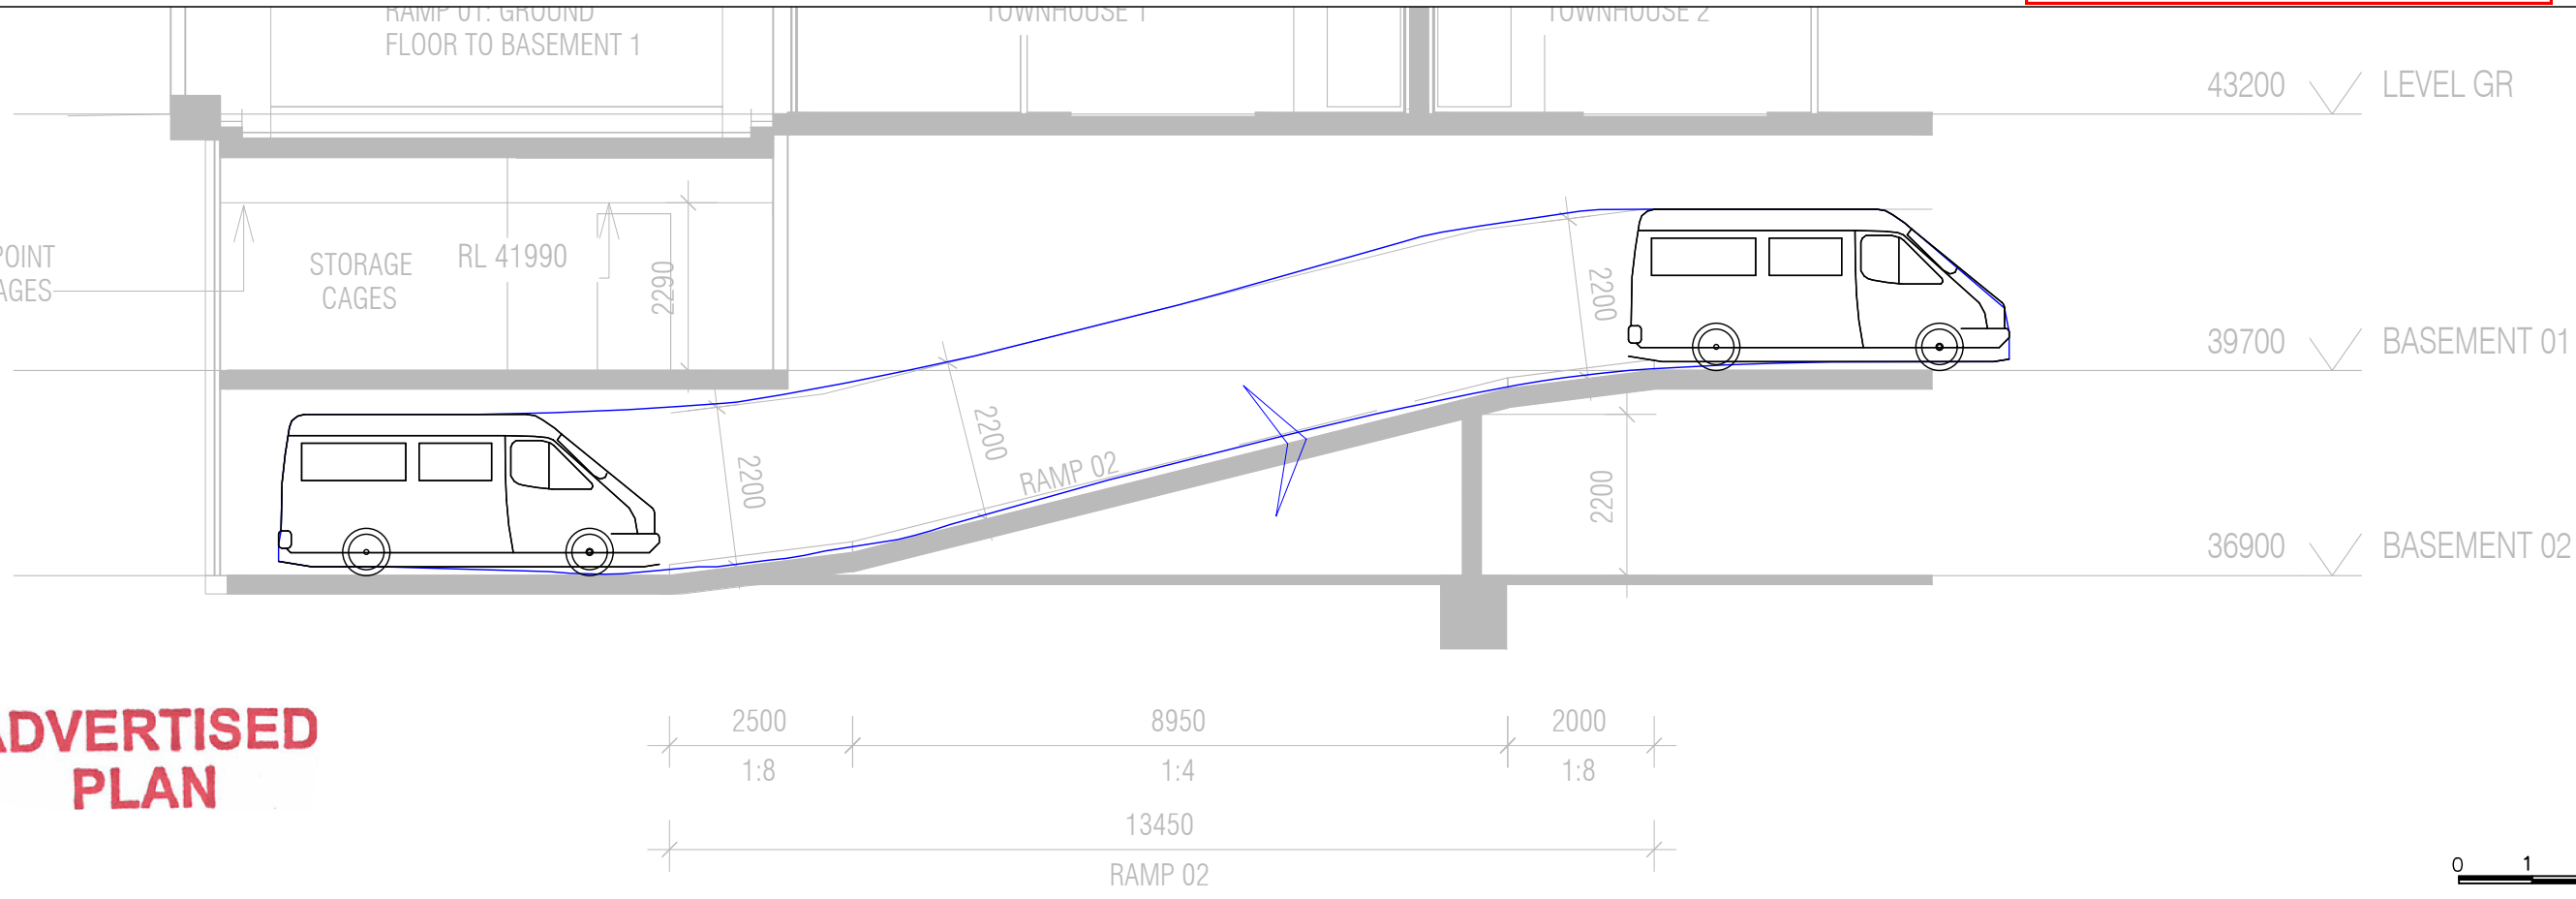 RAMP 01: GROUND
FLOOR TO BASEMENT 1
TOWNHOUSE 1
TOWNHOUSE 2
43200
LEVEL GR
POINT
AGES
STORAGE
CAGES
RL 41990
2290
2200
2200
2200
2200
RAMP 02
39700
BASEMENT 01
36900
BASEMENT 02
ADVERTISED
PLAN
2500
8950
2000
1:8
1:4
1:8
13450
RAMP 02
0
1